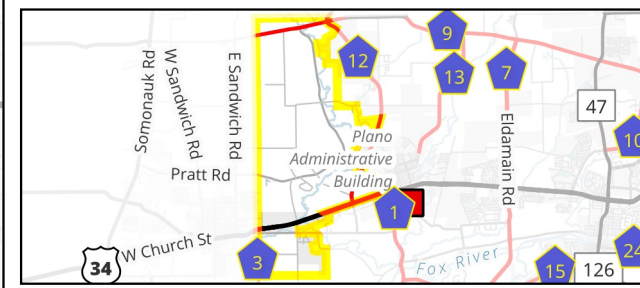 9
12
13
7
Somonauk Rd
W Sandwich Rd
E Sandwich Rd
47
Plano
Administrative
Building
10
Pratt Rd
Eldamain Rd
1
W Church St
34
3
Fox River
15
126
24